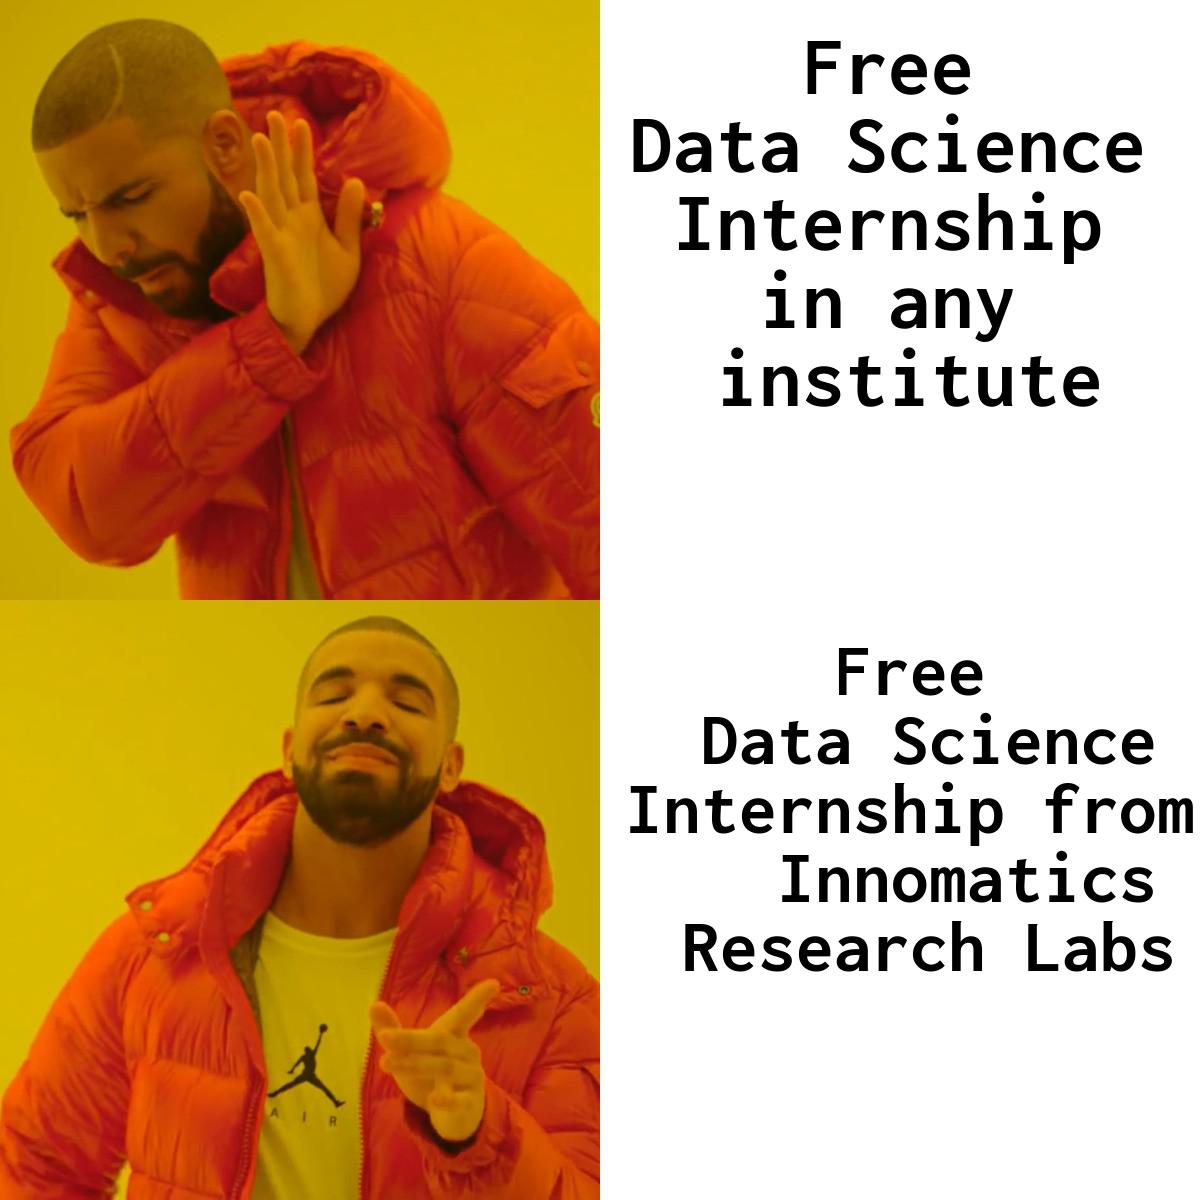 Free
Data Science
Internship
in any
institute
Free
Data Science
Internship from
Innomatics
Research Labs
AIR